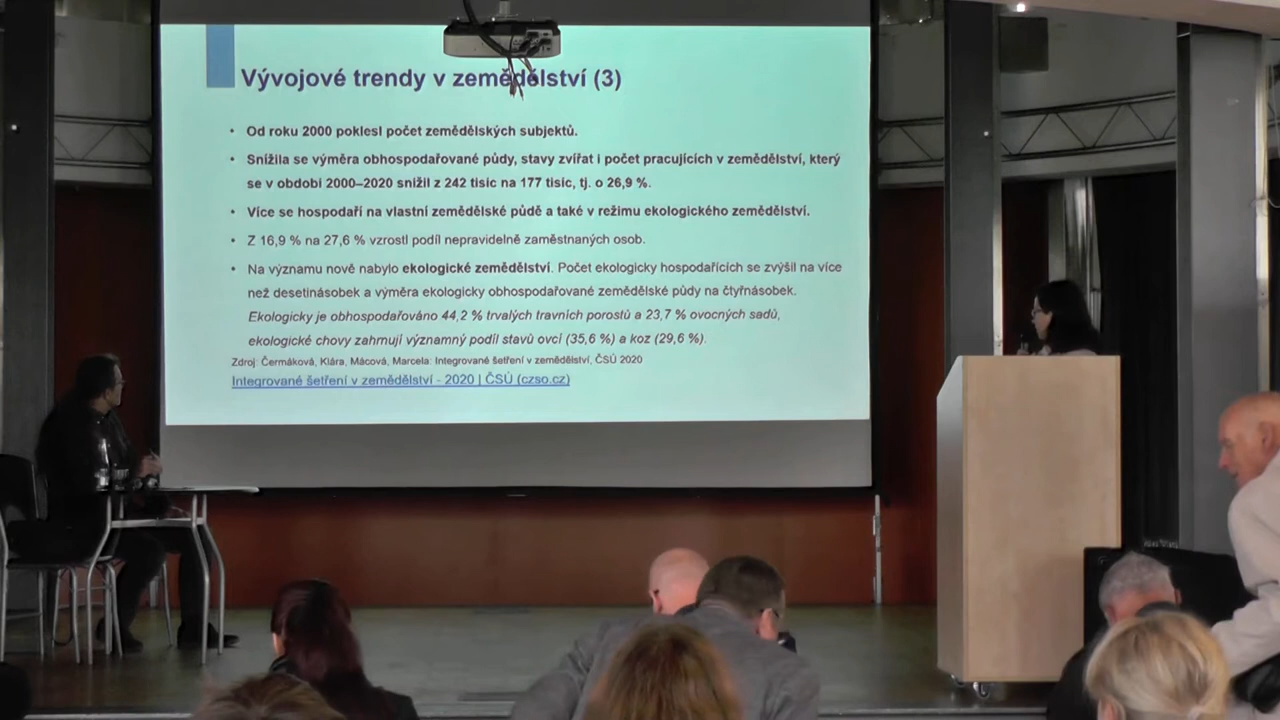 Vývojové trendy v zemědělství (3)
• Od roku 2000 poklesl počet zemědělských subjektů.
• Snížila se výměra obhospodařované půdy, stavy zvířat i počet pracujících v zemědělství, který
se v období 2000–2020 snížil z 242 tisíc na 177 tisíc, tj. o 26,9 %.
• Více se hospodaří na vlastní zemědělské půdě a také v režimu ekologického zemědělství.
• Z 16,9 % na 27,6 % vzrostl podíl nepravidelně zaměstnaných osob.
• Na významu nově nabylo ekologické zemědělství. Počet ekologicky hospodařících se zvýšil na více
než desetinásobek a výměra ekologicky obhospodařované zemědělské půdy na čtyřnásobek.
Ekologicky je obhospodařováno 44,2 % trvalých travních porostů a 23,7 % ovocných sadů,
ekologické chovy zahrnují významný podíl stavů ovcí (35,6 %) a koz (29,6 %).
Zdroj: Čermáková, Klára, Mácová, Marcela: Integrované šetření v zemědělství, ČSÚ 2020
Integrované šetření v zemědělství - 2020 | ČSÚ (czso.cz)